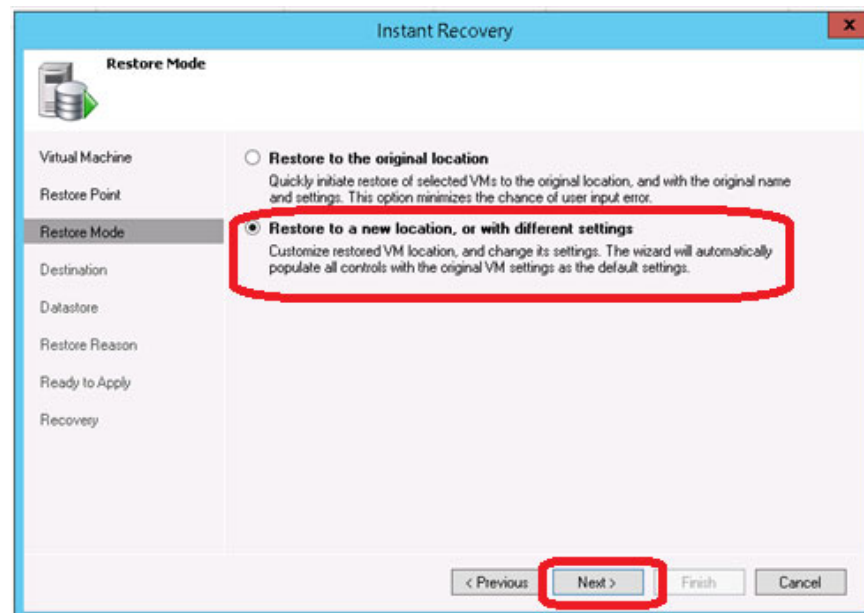 Instant Recovery
x
Restore Mode
Virtual Machine
Restore Point
Restore Mode
Destination
Datastore
Restore Reason
Ready to Apply
Recovery
Restore to the original location
Quickly initiate restore of selected VMs to the original location, and with the original name
and settings. This option minimizes the chance of user input error.
Restore to a new location, or with different settings
Customize restored VM location, and change its settings. The wizard will automatically
populate all controls with the original VM settings as the default settings.
< Previous
Next >
Finish
Cancel